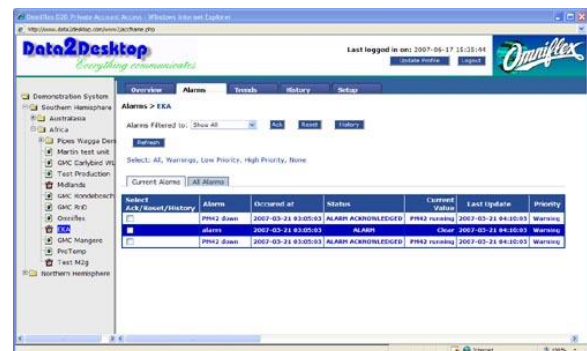 Omniflex D2D Private Account Access - Windows Internet Explorer
Data2Desktop
Everything communicates
Last logged in on: 2007-06-17 15:35:44
Update Profile
Logout
Omniflex
Overview
Alarms
Trends
History
Setup
Demonstration System
Southern Hemisphere
Australasia
Africa
Martin test unit
Test Production
Midlands
GMC Rondebosch
GMC RnD
Omniflex
EKA
GMC Mangere
ProTemp
Test M2g
Northern Hemisphere
Alarms > EKA
Alarms Filtered to:
Show All
Ack
Reset
History
Refresh
Select: All, Warnings, Low Priority, High Priority, None
Current Alarms
All Alarms
Select Ack/Reset/History
Alarm
Occured at
Status
Current Value
Last Update
Priority
PM42 down 2007-03-21 03:05:03 ALARM ACKNOWLEDGED PM42 running 2007-03-21 04:10:03 Warning
alarm 2007-03-21 03:05:03 ALARM Clear 2007-03-21 04:10:03 Warning
PM42 down 2007-03-21 03:05:03 ALARM ACKNOWLEDGED PM42 running 2007-03-21 04:10:03 Warning
Internet